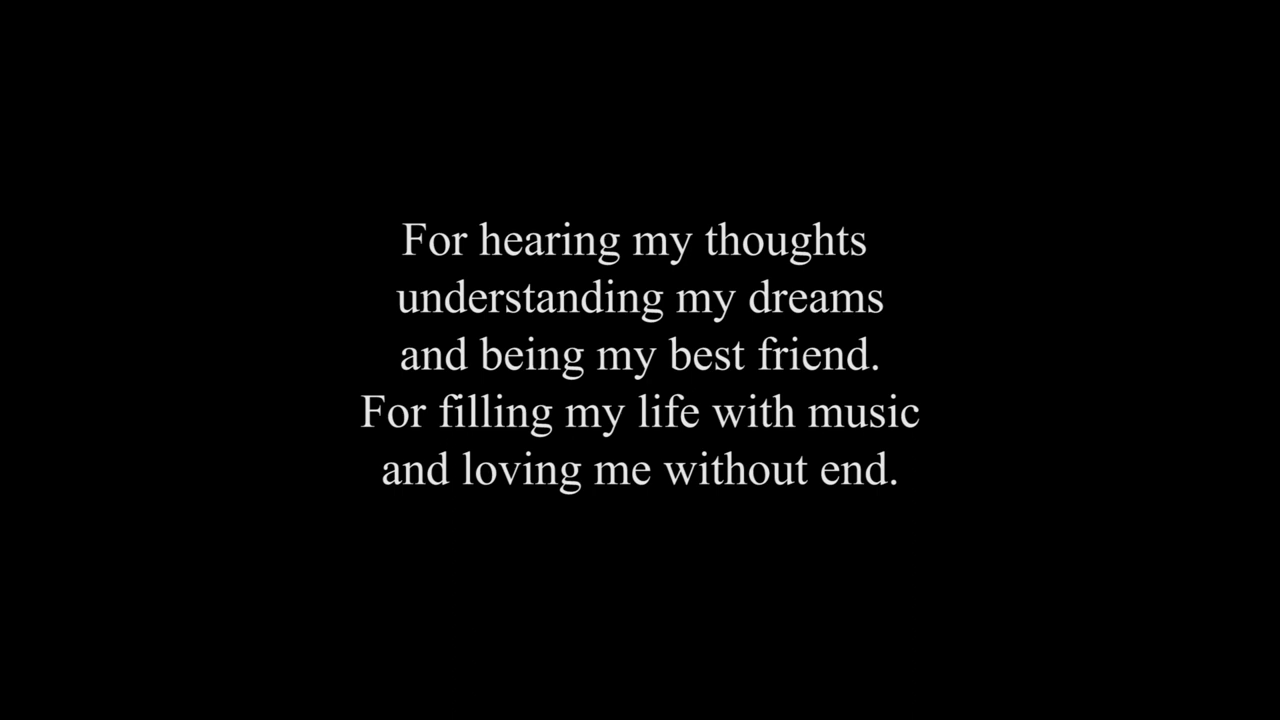 For hearing my thoughts
understanding my dreams
and being my best friend.
For filling my life with music
and loving me without end.